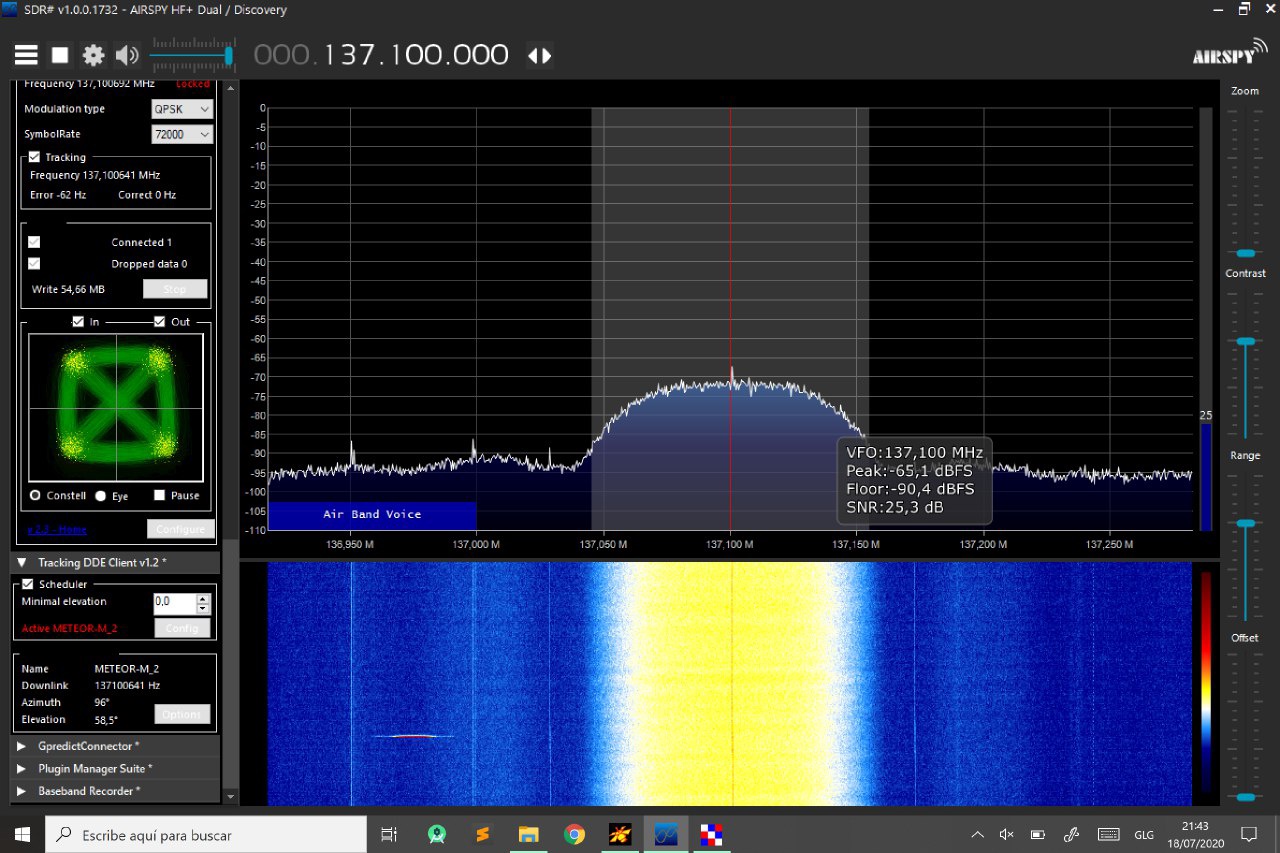 SDR# v1.0.0.1732 - AIRSPY HF+ Dual / Discovery
000.137.100.000
AIRSPY
Frequency 137,100692 MHz Locked
Modulation type QPSK
SymbolRate 72000
Tracking
Frequency 137,100641 MHz
Error -62 Hz Correct 0 Hz
Connected 1
Dropped data 0
Write 54,66 MB Stop
In Out
Constell Eye Pause
v 2.3 - Home Configure
Tracking DDE Client v1.2 *
Scheduler
Minimal elevation 0,0
Active METEOR-M_2 Config
Name METEOR-M_2
Downlink 137100641 Hz
Azimuth 96°
Elevation 58,5° Options
GpredictConnector *
Plugin Manager Suite *
Baseband Recorder *
0
-5
-10
-15
-20
-25
-30
-35
-40
-45
-50
-55
-60
-65
-70
-75
-80
-85
-90
-95
-100
-105
-110
Air Band Voice
VFO:137,100 MHz
Peak:-65,1 dBFS
Floor:-90,4 dBFS
SNR:25,3 dB
136,950 M 137,000 M 137,050 M 137,100 M 137,150 M 137,200 M 137,250 M
25
Zoom
Contrast
Range
Offset
Escribe aquí para buscar
GLG
21:43
18/07/2020